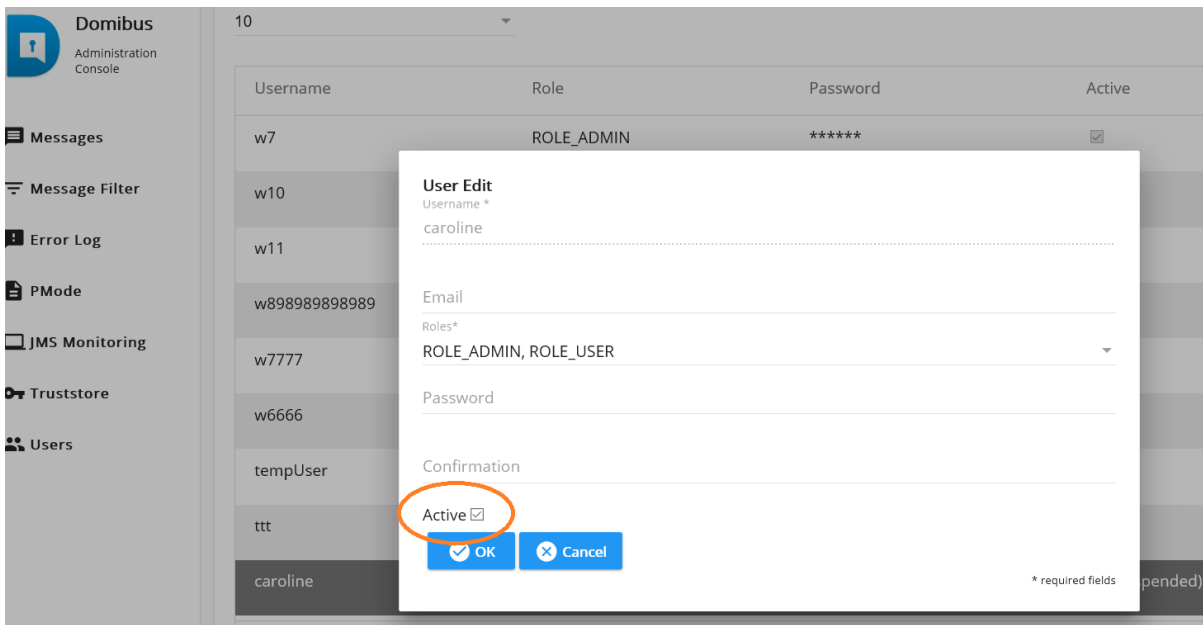 Domibus
Administration
Console
Messages
Message Filter
Error Log
PMode
JMS Monitoring
Truststore
Users
10
Username Role Password Active
w7 ROLE_ADMIN ******
w10
w11
w898989898989
w7777
w6666
tempUser
ttt
caroline
User Edit
Username *
caroline
Email
Roles*
ROLE_ADMIN, ROLE_USER
Password
Confirmation
Active
OK Cancel
* required fields